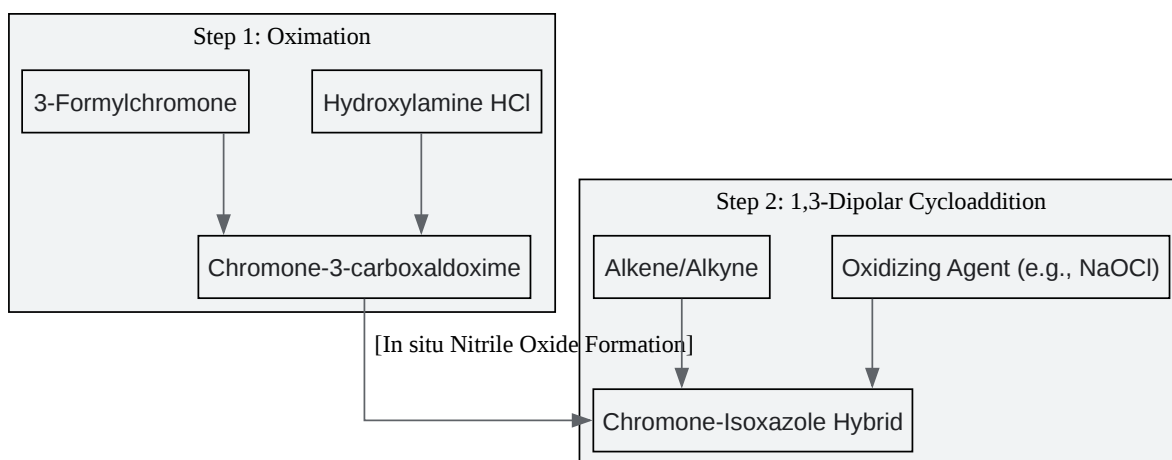 Step 1: Oximation
3-Formylchromone
Hydroxylamine HCl
Chromone-3-carboxaldoxime
[In situ Nitrile Oxide Formation]
Step 2: 1,3-Dipolar Cycloaddition
Alkene/Alkyne
Oxidizing Agent (e.g., NaOCl)
Chromone-Isoxazole Hybrid